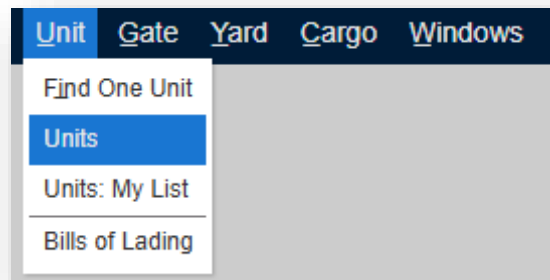 Unit Gate Yard Cargo Windows
Find One Unit
Units
Units: My List
Bills of Lading